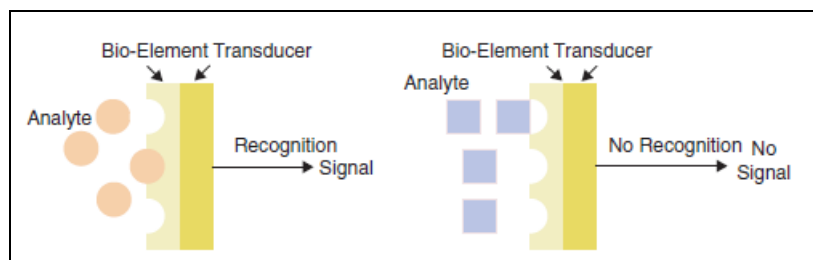 Bio-Element Transducer
Analyte
Recognition
Signal
Bio-Element Transducer
Analyte
No Recognition
No
Signal